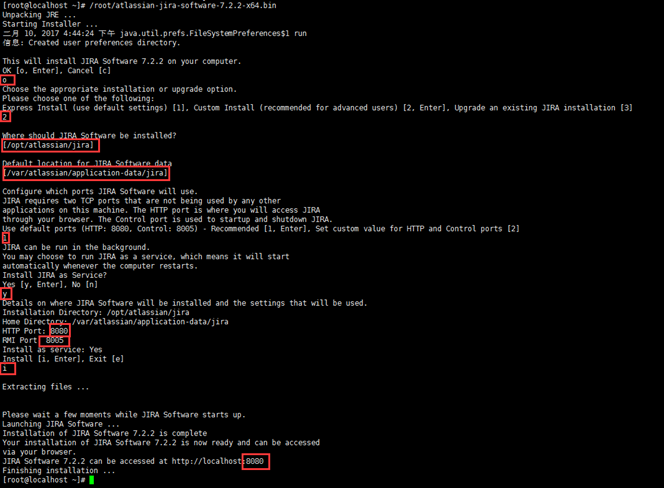 [root@localhost ~]# /root/atlassian-jira-software-7.2.2-x64.bin
Unpacking JRE ...
Starting Installer ...
二月 10, 2017 4:44:24 下午 java.util.prefs.FileSystemPreferences$1 run
信息: Created user preferences directory.
This will install JIRA Software 7.2.2 on your computer.
OK [o, Enter], Cancel [c]
o
Choose the appropriate installation or upgrade option.
Please choose one of the following:
Express Install (use default settings) [1], Custom Install (recommended for advanced users) [2, Enter], Upgrade an existing JIRA installation [3]
2
Where should JIRA Software be installed?
[/opt/atlassian/jira]
Default location for JIRA Software data
[/var/atlassian/application-data/jira]
Configure which ports JIRA Software will use.
JIRA requires two TCP ports that are not being used by any other
applications on this machine. The HTTP port is where you will access JIRA
through your browser. The Control port is used to startup and shutdown JIRA.
Use default ports (HTTP: 8080, Control: 8005) - Recommended [1, Enter], Set custom value for HTTP and Control ports [2]
1
JIRA can be run in the background.
You may choose to run JIRA as a service, which means it will start
automatically whenever the computer restarts.
Install JIRA as Service?
Yes [y, Enter], No [n]
y
Details on where JIRA Software will be installed and the settings that will be used.
Installation Directory: /opt/atlassian/jira
Home Directory: /var/atlassian/application-data/jira
HTTP Port: 8080
RMI Port: 8005
Install as service: Yes
Install [i, Enter], Exit [e]
i
Extracting files ...
Please wait a few moments while JIRA Software starts up.
Launching JIRA Software ...
Installation of JIRA Software 7.2.2 is complete
Your installation of JIRA Software 7.2.2 is now ready and can be accessed
via your browser.
JIRA Software 7.2.2 can be accessed at http://localhost:8080
Finishing installation ...
[root@localhost ~]#